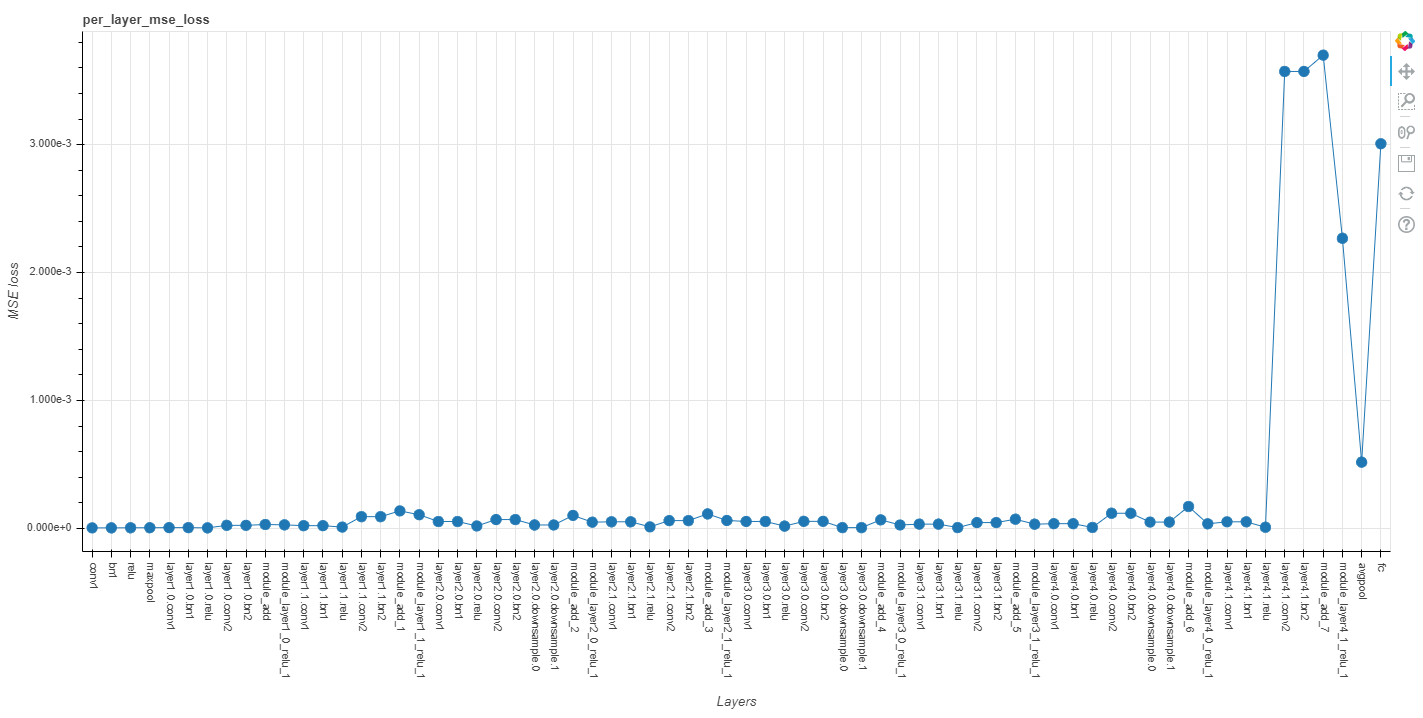 per_layer_mse_loss
MSE loss
3.000e-3
2.000e-3
1.000e-3
0.000e+0
conv1
bn1
relu
maxpool
layer1.0.conv1
layer1.0.bn1
layer1.0.relu
layer1.0.conv2
layer1.0.bn2
module_add
module_layer1_0_relu_1
layer1.1.conv1
layer1.1.bn1
layer1.1.relu
layer1.1.conv2
layer1.1.bn2
module_add_1
module_layer1_1_relu_1
layer2.0.conv1
layer2.0.bn1
layer2.0.relu
layer2.0.conv2
layer2.0.bn2
layer2.0.downsample.0
layer2.0.downsample.1
module_add_2
module_layer2_0_relu_1
layer2.1.conv1
layer2.1.bn1
layer2.1.relu
layer2.1.conv2
layer2.1.bn2
module_add_3
module_layer2_1_relu_1
layer3.0.conv1
layer3.0.bn1
layer3.0.relu
layer3.0.conv2
layer3.0.bn2
layer3.0.downsample.0
layer3.0.downsample.1
module_add_4
module_layer3_0_relu_1
layer3.1.conv1
layer3.1.bn1
layer3.1.relu
layer3.1.conv2
layer3.1.bn2
module_add_5
module_layer3_1_relu_1
layer4.0.conv1
layer4.0.bn1
layer4.0.relu
layer4.0.conv2
layer4.0.bn2
layer4.0.downsample.0
layer4.0.downsample.1
module_add_6
module_layer4_0_relu_1
layer4.1.conv1
layer4.1.bn1
layer4.1.relu
layer4.1.conv2
layer4.1.bn2
module_add_7
module_layer4_1_relu_1
avgpool
fc
Layers